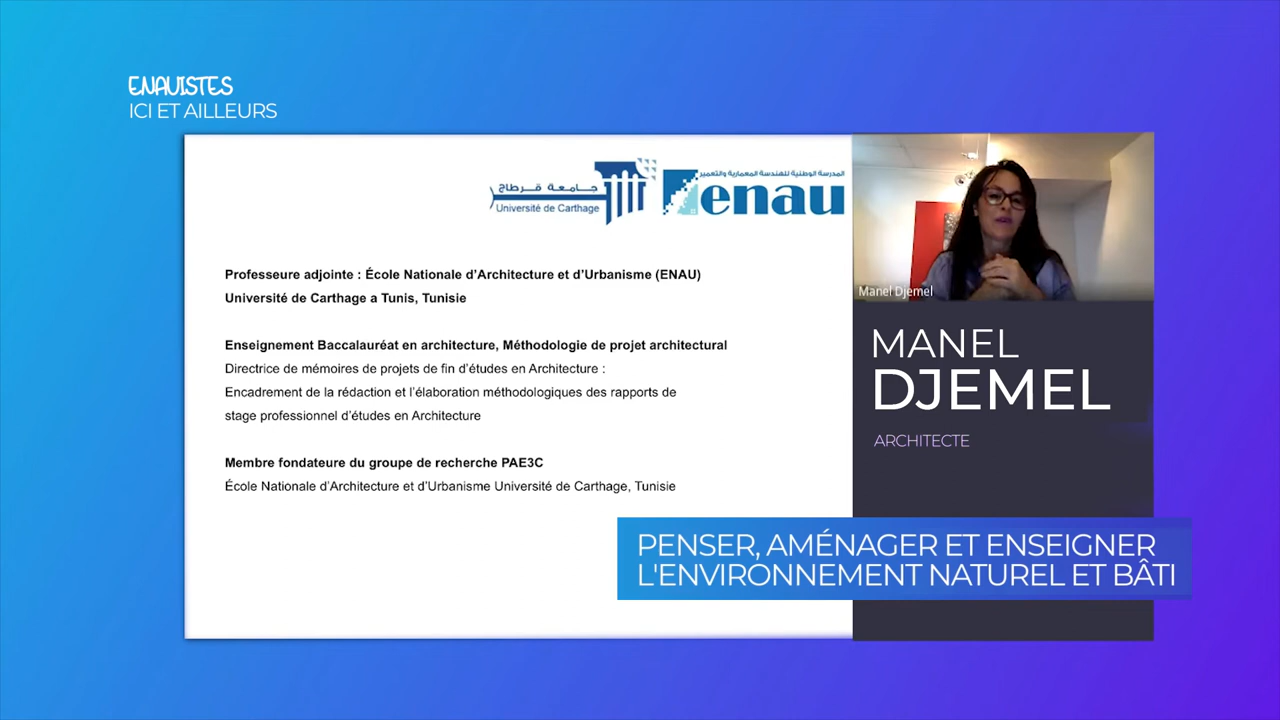 ENAUISTES
ICI ET AILLEURS
جامعة قرطاج
Université de Carthage
المدرسة الوطنية للهندسة المعمارية والتعمير
enau
Professeure adjointe : École Nationale d’Architecture et d’Urbanisme (ENAU)
Université de Carthage a Tunis, Tunisie
Enseignement Baccalauréat en architecture, Méthodologie de projet architectural
Directrice de mémoires de projets de fin d’études en Architecture :
Encadrement de la rédaction et l’élaboration méthodologiques des rapports de
stage professionnel d’études en Architecture
Membre fondateure du groupe de recherche PAE3C
École Nationale d’Architecture et d’Urbanisme Université de Carthage, Tunisie
Manel Djemel
MANEL
DJEMEL
ARCHITECTE
PENSER, AMÉNAGER ET ENSEIGNER
L'ENVIRONNEMENT NATUREL ET BÂTI